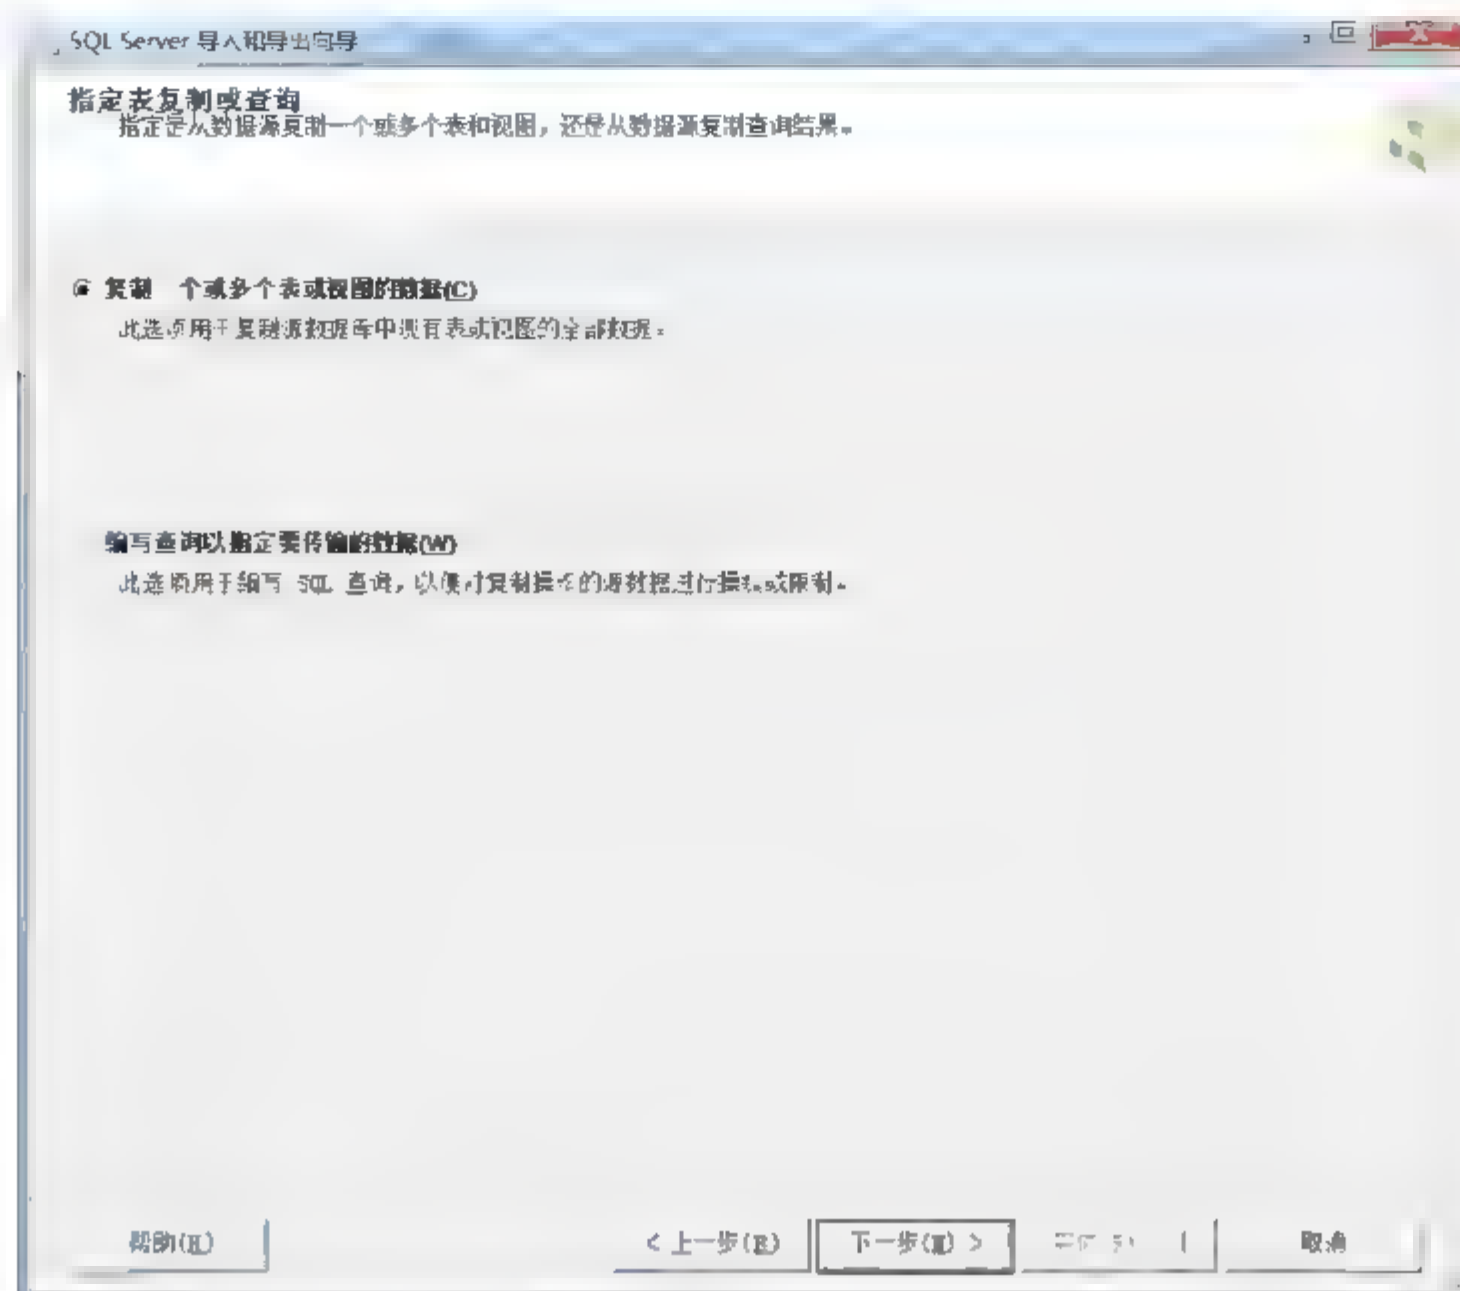 SQL Server 导入和导出向导
指定表复制或查询
指定是从数据源复制一个或多个表和视图，还是从数据源复制查询结果。
复制 个或多个表或视图的数据(C)
此选项用于复制源数据库中现有表或视图的全部数据。
编写查询以指定要传输的数据(W)
此选项用于编写 SQL 查询，以便对复制操作的源数据进行操纵或限制。
帮助(H)
< 上一步(B)
下一步(N) >
取消